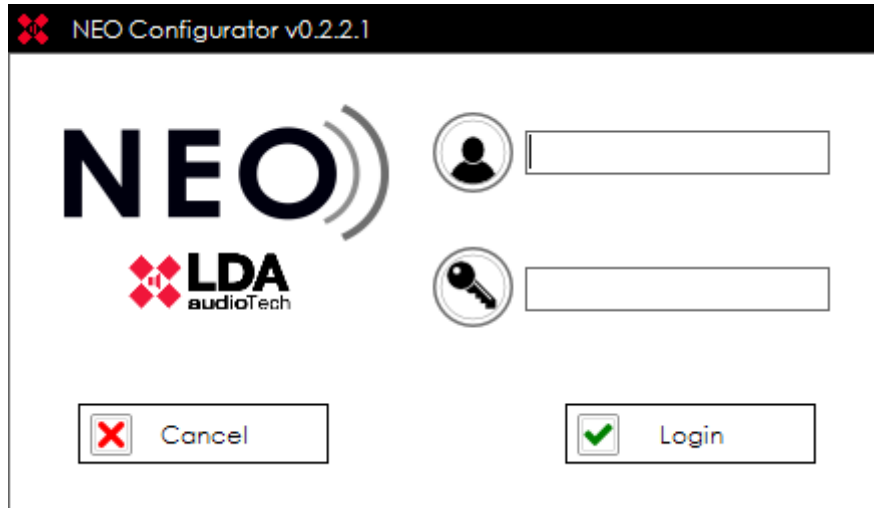 NEO Configurator v0.2.2.1
NEO
LDA
audioTech
Cancel
Login